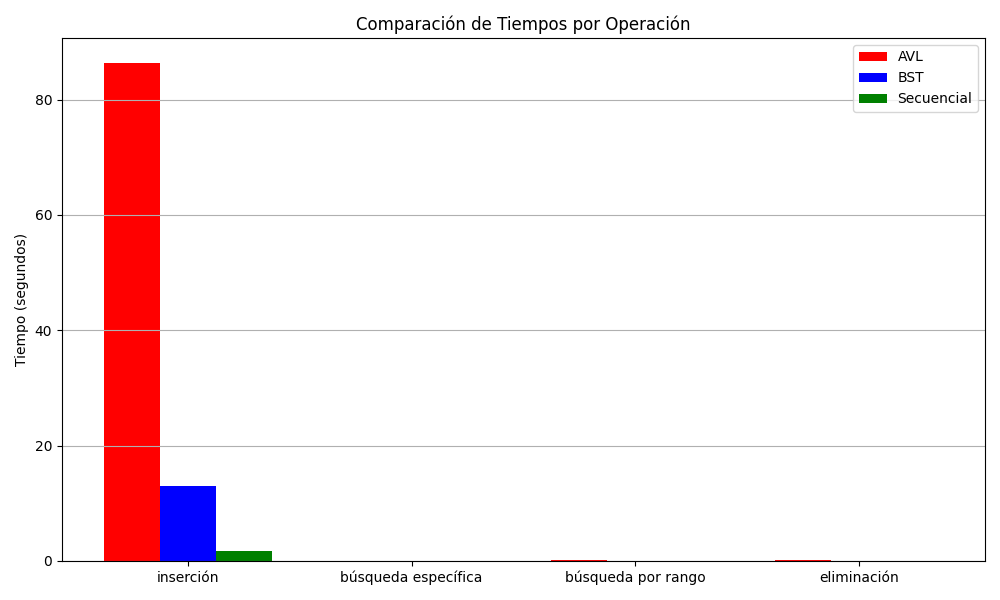 Comparación de Tiempos por Operación
AVL
BST
Secuencial
Tiempo (segundos)
80
60
40
20
0
inserción
búsqueda específica
búsqueda por rango
eliminación